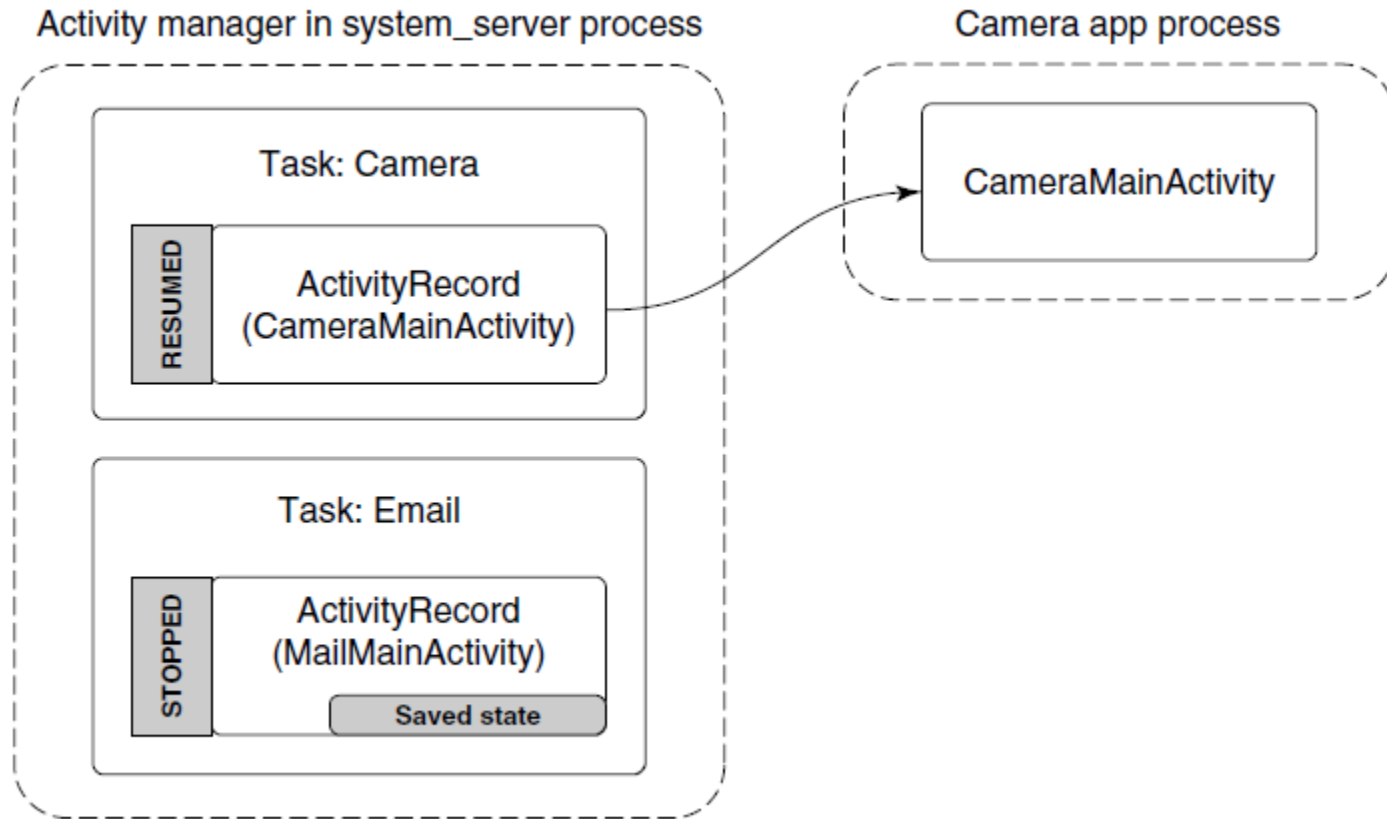 Activity manager in system_server process
Camera app process
Task: Camera
RESUMED
ActivityRecord
(CameraMainActivity)
CameraMainActivity
Task: Email
STOPPED
ActivityRecord
(MailMainActivity)
Saved state